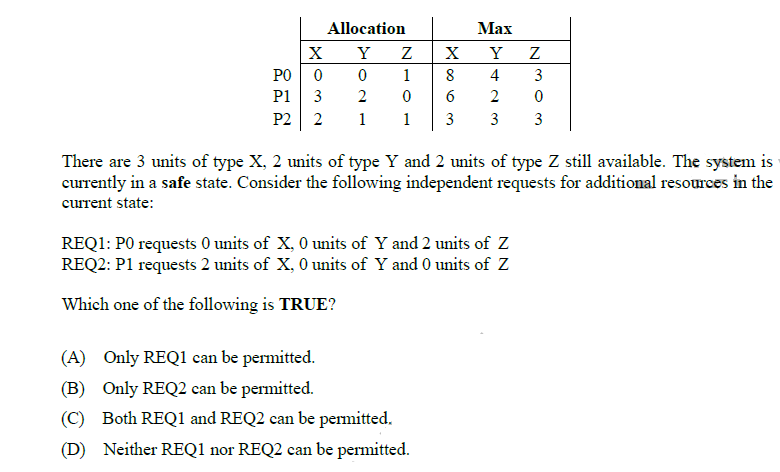 Allocation Max
X Y Z X Y Z
P0 0 0 1 8 4 3
P1 3 2 0 6 2 0
P2 2 1 1 3 3 3
There are 3 units of type X, 2 units of type Y and 2 units of type Z still available. The system is
currently in a safe state. Consider the following independent requests for additional resources in the
current state:
REQ1: P0 requests 0 units of X, 0 units of Y and 2 units of Z
REQ2: P1 requests 2 units of X, 0 units of Y and 0 units of Z
Which one of the following is TRUE?
(A) Only REQ1 can be permitted.
(B) Only REQ2 can be permitted.
(C) Both REQ1 and REQ2 can be permitted.
(D) Neither REQ1 nor REQ2 can be permitted.